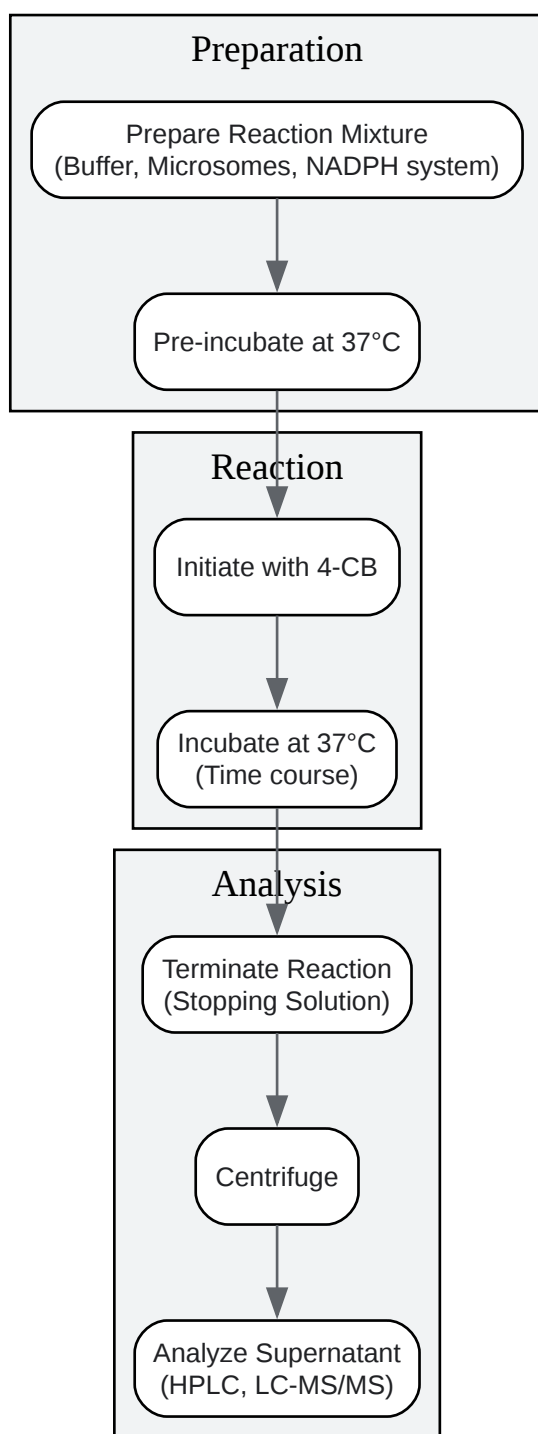 Preparation
Prepare Reaction Mixture
(Buffer, Microsomes, NADPH system)
Pre-incubate at 37°C
Reaction
Initiate with 4-CB
Incubate at 37°C
(Time course)
Analysis
Terminate Reaction
(Stopping Solution)
Centrifuge
Analyze Supernatant
(HPLC, LC-MS/MS)